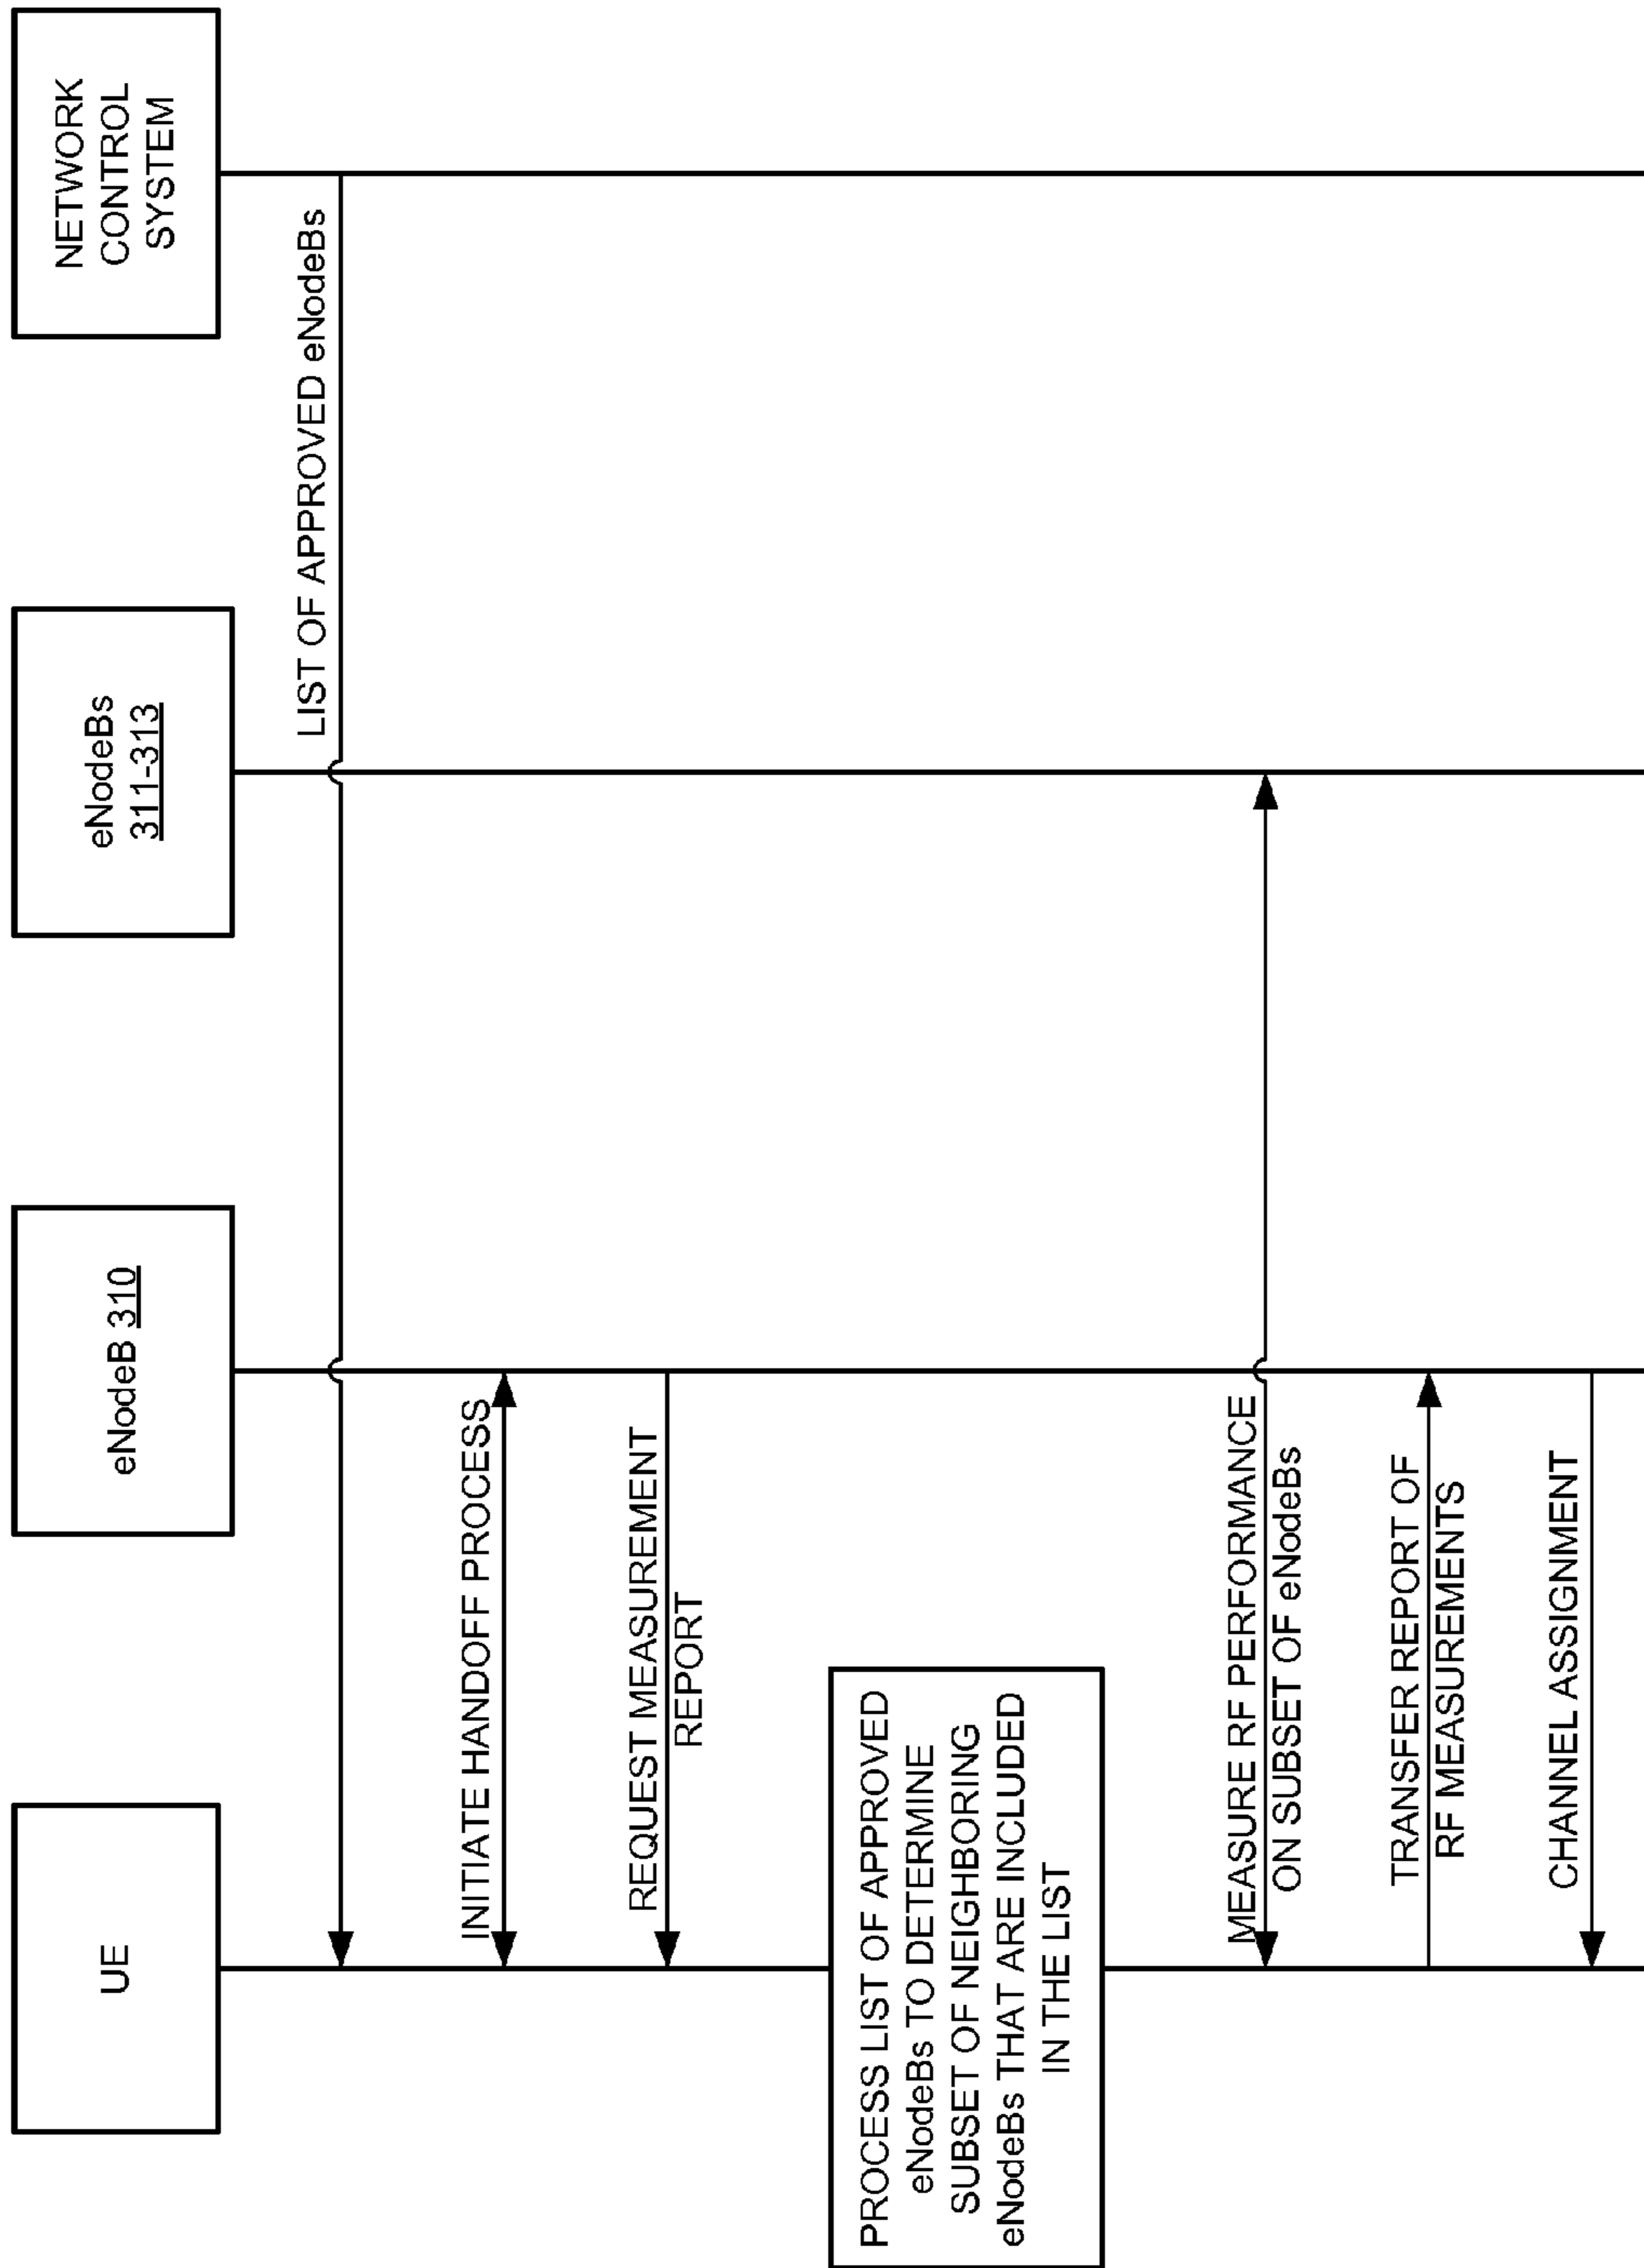 UE
eNodeB 310
eNodeBs
311-313
NETWORK
CONTROL
SYSTEM
LIST OF APPROVED eNodeBs
INITIATE HANDOFF PROCESS
REQUEST MEASUREMENT
REPORT
PROCESS LIST OF APPROVED
eNodeBs TO DETERMINE
SUBSET OF NEIGHBORING
eNodeBs THAT ARE INCLUDED
IN THE LIST
MEASURE RF PERFORMANCE
ON SUBSET OF eNodeBs
TRANSFER REPORT OF
RF MEASUREMENTS
CHANNEL ASSIGNMENT